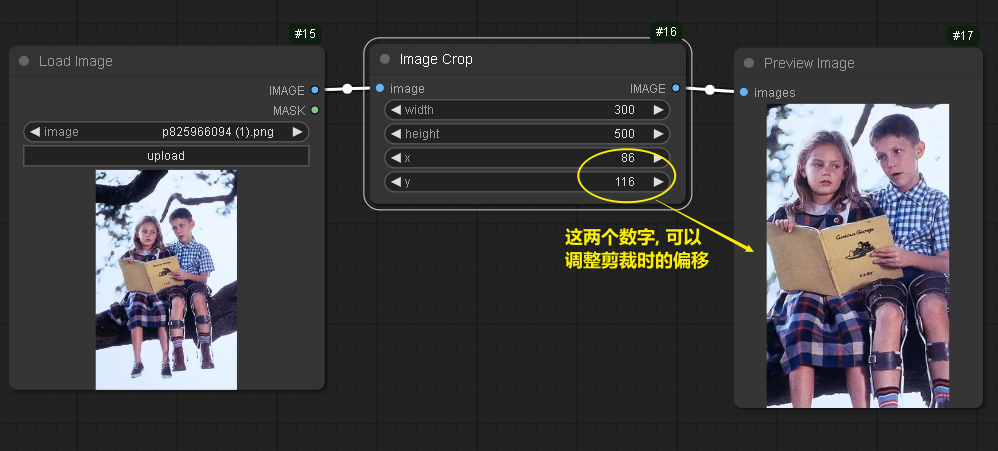 #15
Load Image
IMAGE
MASK
image p825966094 (1).png
upload
#16
Image Crop
image IMAGE
width 300
height 500
x 86
y 116
这两个数字, 可以
调整剪裁时的偏移
#17
Preview Image
images
Curious George